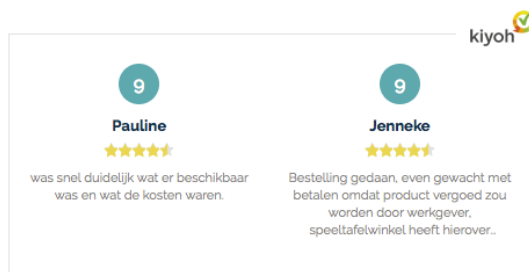 kiyoh
9
Pauline
was snel duidelijk wat er beschikbaar
was en wat de kosten waren.
9
Jenneke
Bestelling gedaan, even gewacht met
betalen omdat product vergoed zou
worden door werkgever,
speeltafelwinkel heeft hierover...